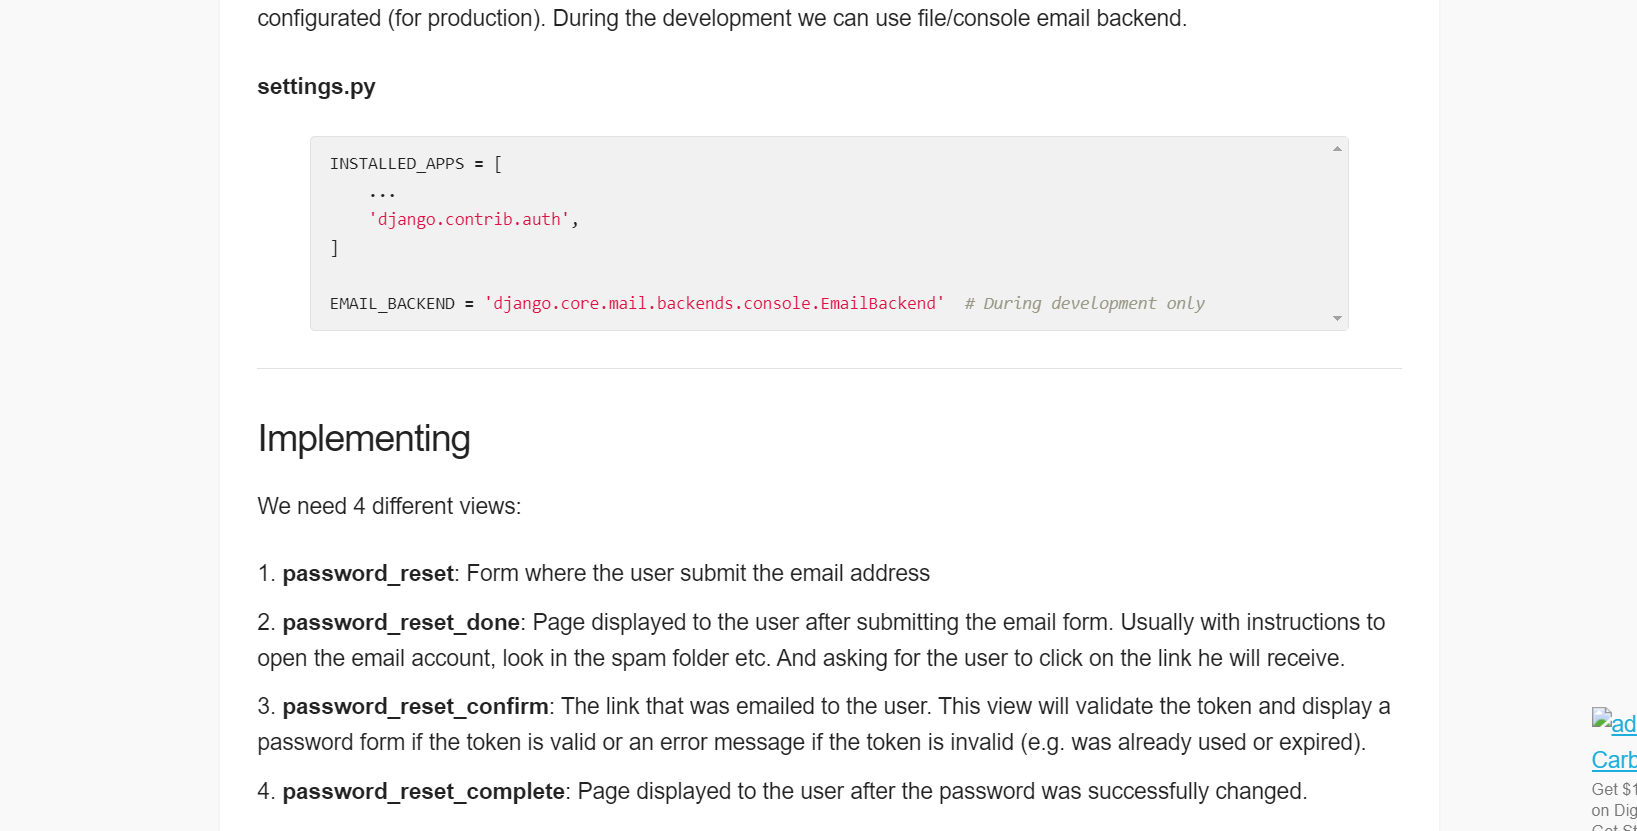 configurated (for production). During the development we can use file/console email backend.
settings.py
INSTALLED_APPS = [
...
'django.contrib.auth',
]
EMAIL_BACKEND = 'django.core.mail.backends.console.EmailBackend'  # During development only
Implementing
We need 4 different views:
1. password_reset: Form where the user submit the email address
2. password_reset_done: Page displayed to the user after submitting the email form. Usually with instructions to
open the email account, look in the spam folder etc. And asking for the user to click on the link he will receive.
3. password_reset_confirm: The link that was emailed to the user. This view will validate the token and display a
password form if the token is valid or an error message if the token is invalid (e.g. was already used or expired).
4. password_reset_complete: Page displayed to the user after the password was successfully changed.
ad
Carb
Get $1
on Dig